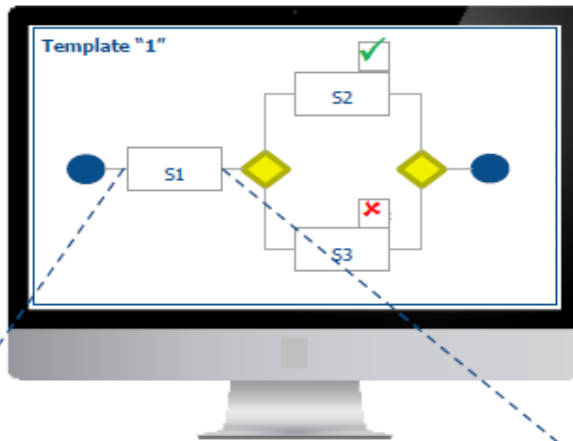 Template “1”
S2
S1
S3